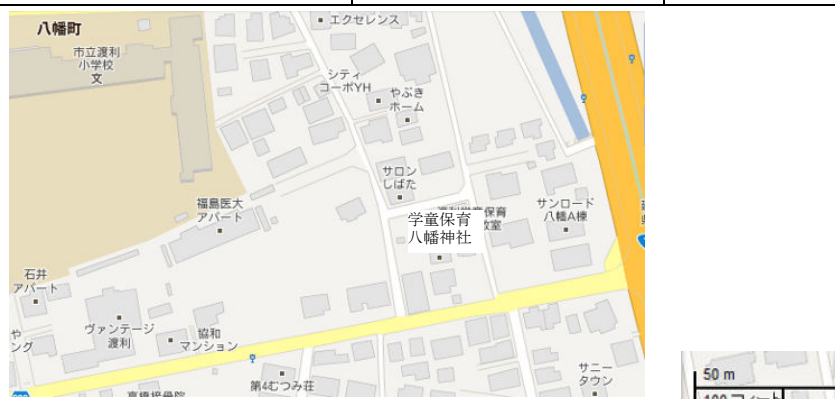 八幡町
エクセレンス
市立渡利
小学校
文
シティ
コーポYH
やぶき
ホーム
サロン
しばた
福島医大
アパート
学童保育
八幡神社
保育
室
サンロード
八幡A棟
石井
アパート
ヴァンテージ
渡利
協和
マンション
や
ング
第4むつみ荘
サニー
タウン
50 m